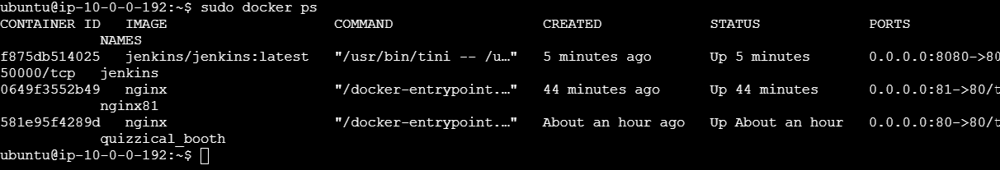 ubuntu@ip-10-0-0-192:~$ sudo docker ps
CONTAINER ID   IMAGE                     COMMAND                  CREATED             STATUS             PORTS
            NAMES
f875db514025   jenkins/jenkins:latest   "/usr/bin/tini -- /u…"   5 minutes ago       Up 5 minutes       0.0.0.0:8080->80
50000/tcp   jenkins
0649f3552b49   nginx                    "/docker-entrypoint.…"   44 minutes ago      Up 44 minutes      0.0.0.0:81->80/t
            nginx81
581e95f4289d   nginx                    "/docker-entrypoint.…"   About an hour ago   Up About an hour   0.0.0.0:80->80/t
            quizzical_booth
ubuntu@ip-10-0-0-192:~$